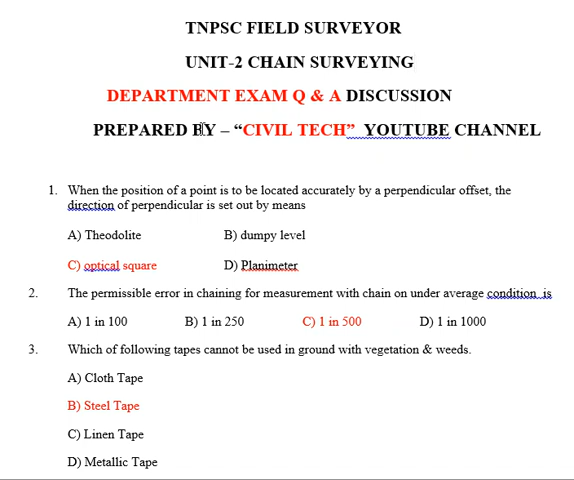 TNPSC FIELD SURVEYOR
UNIT-2 CHAIN SURVEYING
DEPARTMENT EXAM Q & A DISCUSSION
PREPARED BY – “CIVIL TECH” YOUTUBE CHANNEL
1. When the position of a point is to be located accurately by a perpendicular offset, the
direction of perpendicular is set out by means
A) Theodolite B) dumpy level
C) optical square D) Planimeter
2. The permissible error in chaining for measurement with chain on under average condition is
A) 1 in 100 B) 1 in 250 C) 1 in 500 D) 1 in 1000
3. Which of following tapes cannot be used in ground with vegetation & weeds.
A) Cloth Tape
B) Steel Tape
C) Linen Tape
D) Metallic Tape